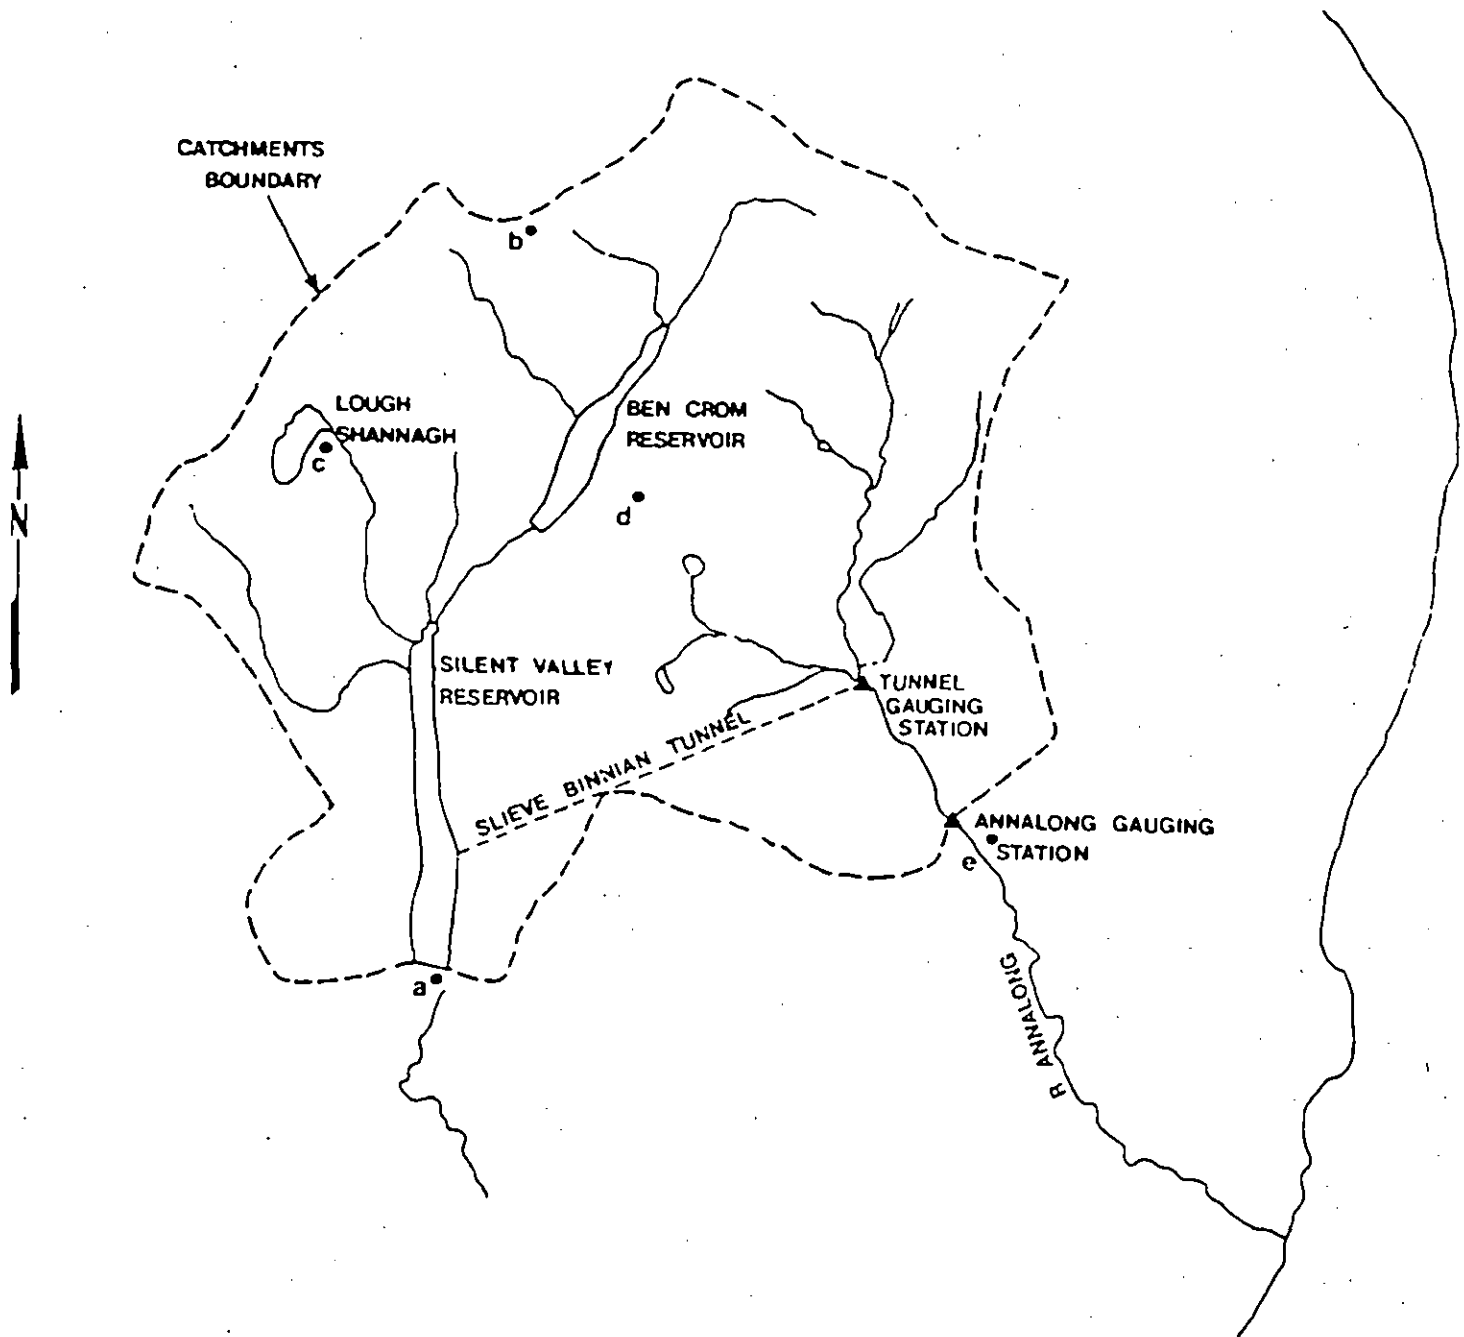 CATCHMENTS
BOUNDARY
b
LOUGH
SHANNAGH
c
BEN CROM
RESERVOIR
N
d
SILENT VALLEY
RESERVOIR
TUNNEL
GAUGING
STATION
SLIEVE BINNIAN TUNNEL
ANNALONG GAUGING
STATION
e
a
R ANNALONG